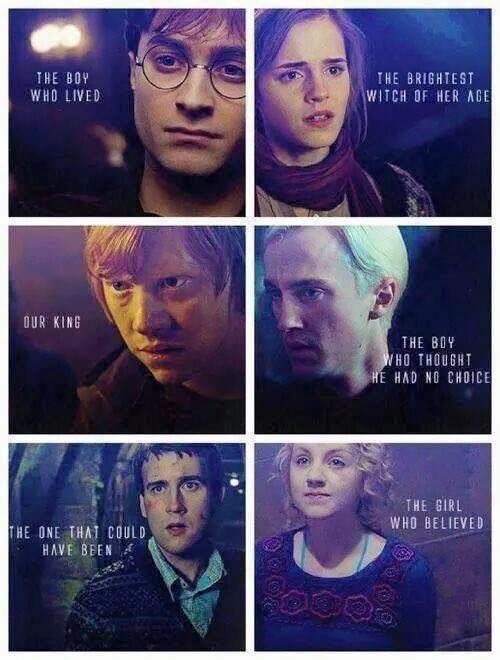 THE BOY
WHO LIVED
THE BRIGHTEST
WITCH OF HER AGE
OUR KING
THE BOY
WHO THOUGHT
HE HAD NO CHOICE
THE ONE THAT COULD
HAVE BEEN
THE GIRL
WHO BELIEVED